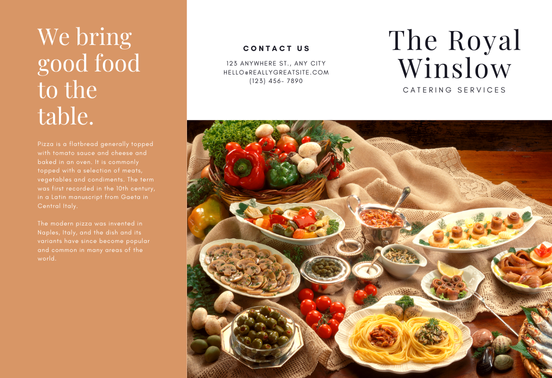 We bring
good food
to the
table.
Pizza is a flatbread generally topped
with tomato sauce and cheese and
baked in an oven. It is commonly
topped with a selection of meats,
vegetables and condiments. The term
was first recorded in the 10th century,
in a Latin manuscript from Gaeta in
Central Italy.
The modern pizza was invented in
Naples, Italy, and the dish and its
variants have since become popular
and common in many areas of the
world.
CONTACT US
123 ANYWHERE ST., ANY CITY
HELLO@REALLYGREATSITE.COM
(123) 456- 7890
The Royal
Winslow
CATERING SERVICES